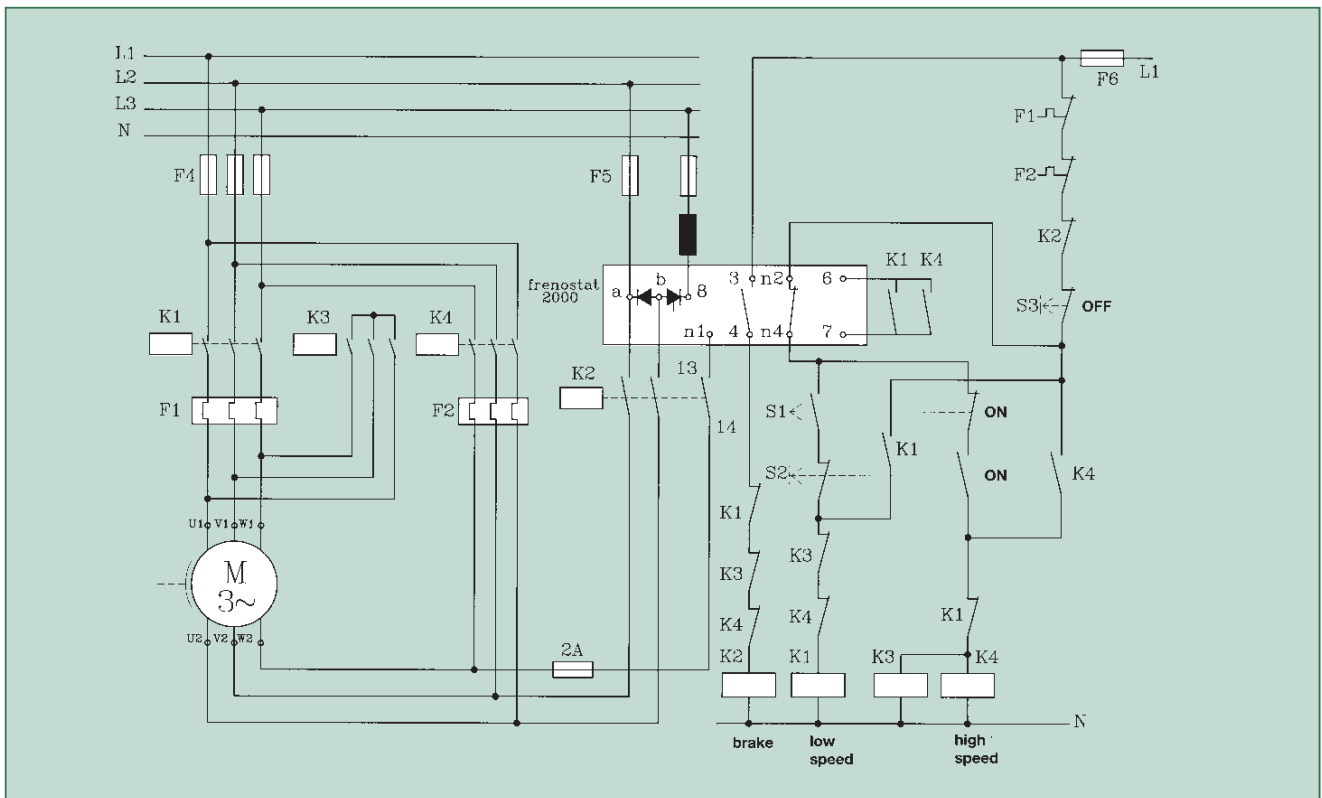 L1
L2
L3
N
F6 L1
F1
F4
F5
F2
K2
frenostat
2000
a b 8 3 n2 6
K1 K4
S3 OFF
n1 4 n4 7
K1 K3 K4
K2 13
F1 F2
S1 ON
14
K1
S2 ON K4
K1
U1 V1 W1
K3
M
3~
K4 K4 K1
U2 V2 W2
2A
K2 K1 K3 K4
K3
N
brake low
speed
high
speed